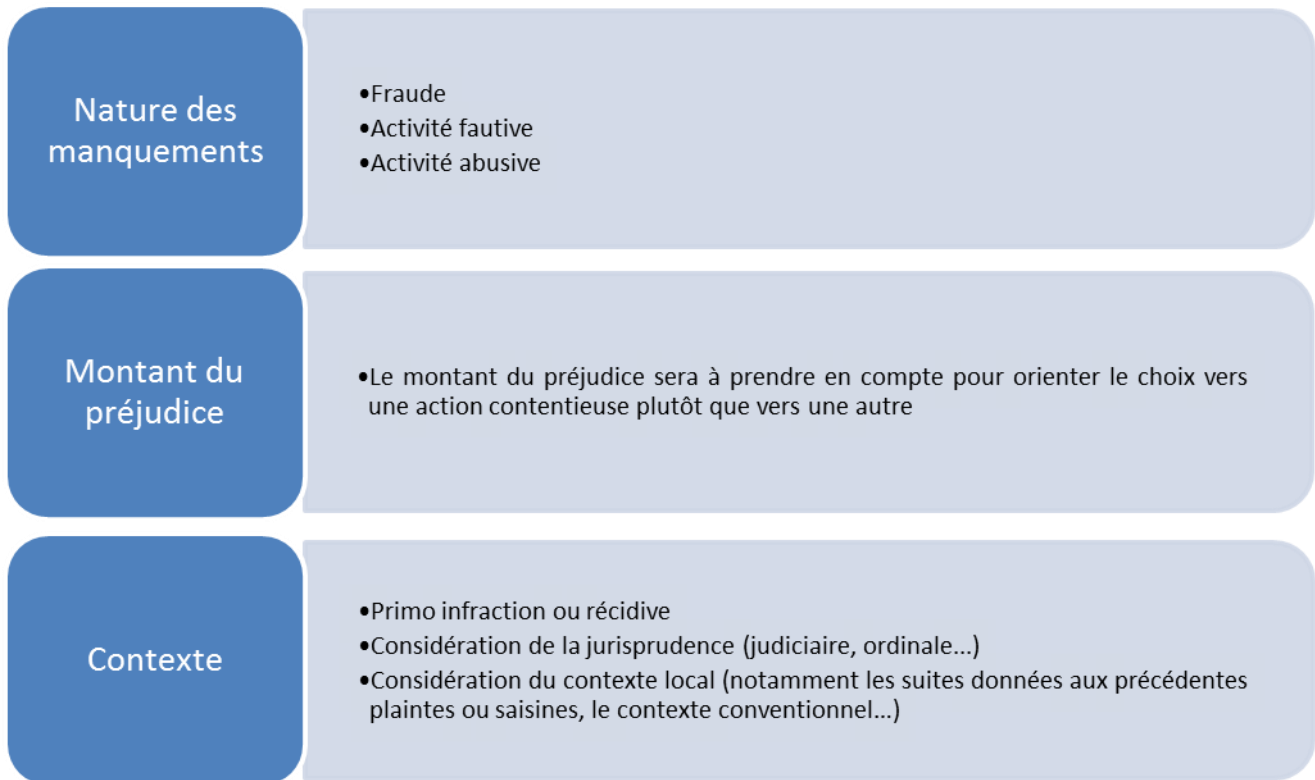 Nature des
manquements
•Fraude
•Activité fautive
•Activité abusive
Montant du
préjudice
•Le montant du préjudice sera à prendre en compte pour orienter le choix vers
une action contentieuse plutôt que vers une autre
Contexte
•Primo infraction ou récidive
•Considération de la jurisprudence (judiciaire, ordinale...)
•Considération du contexte local (notamment les suites données aux précédentes
plaintes ou saisines, le contexte conventionnel...)